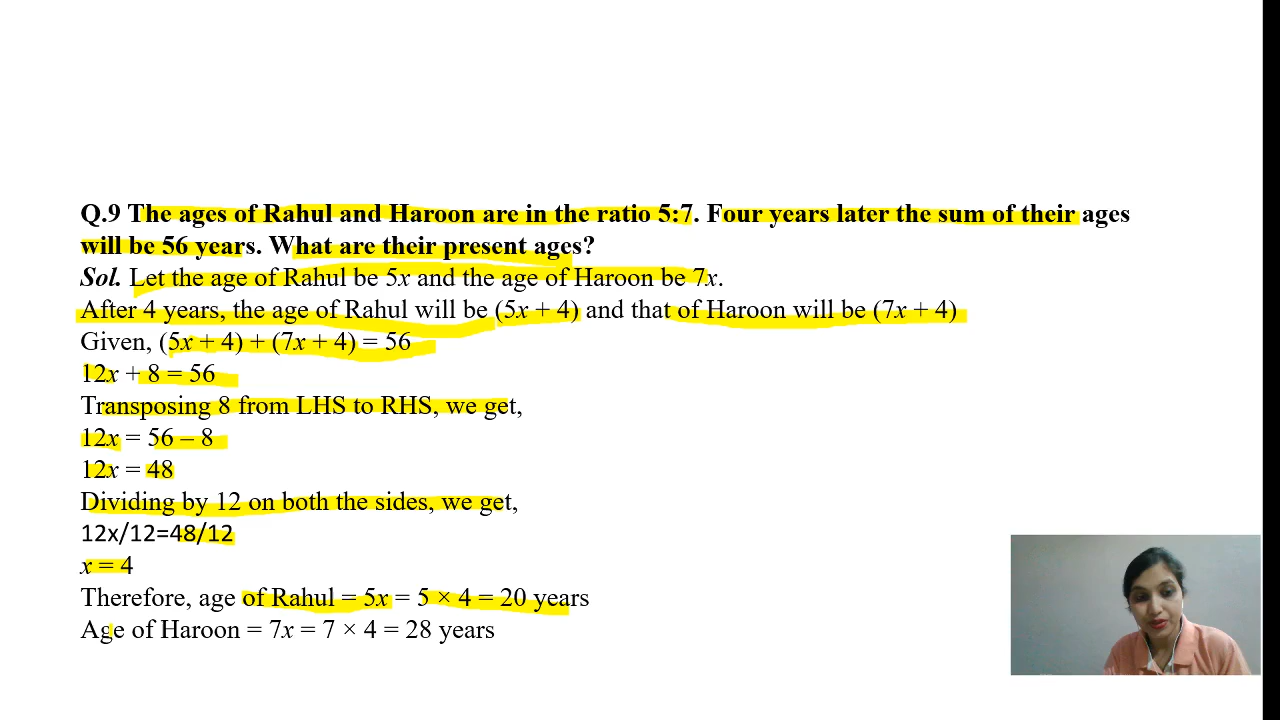 Q.9 The ages of Rahul and Haroon are in the ratio 5:7. Four years later the sum of their ages
will be 56 years. What are their present ages?
Sol. Let the age of Rahul be 5x and the age of Haroon be 7x.
After 4 years, the age of Rahul will be (5x + 4) and that of Haroon will be (7x + 4)
Given, (5x + 4) + (7x + 4) = 56
12x + 8 = 56
Transposing 8 from LHS to RHS, we get,
12x = 56 – 8
12x = 48
Dividing by 12 on both the sides, we get,
12x/12=48/12
x = 4
Therefore, age of Rahul = 5x = 5 × 4 = 20 years
Age of Haroon = 7x = 7 × 4 = 28 years